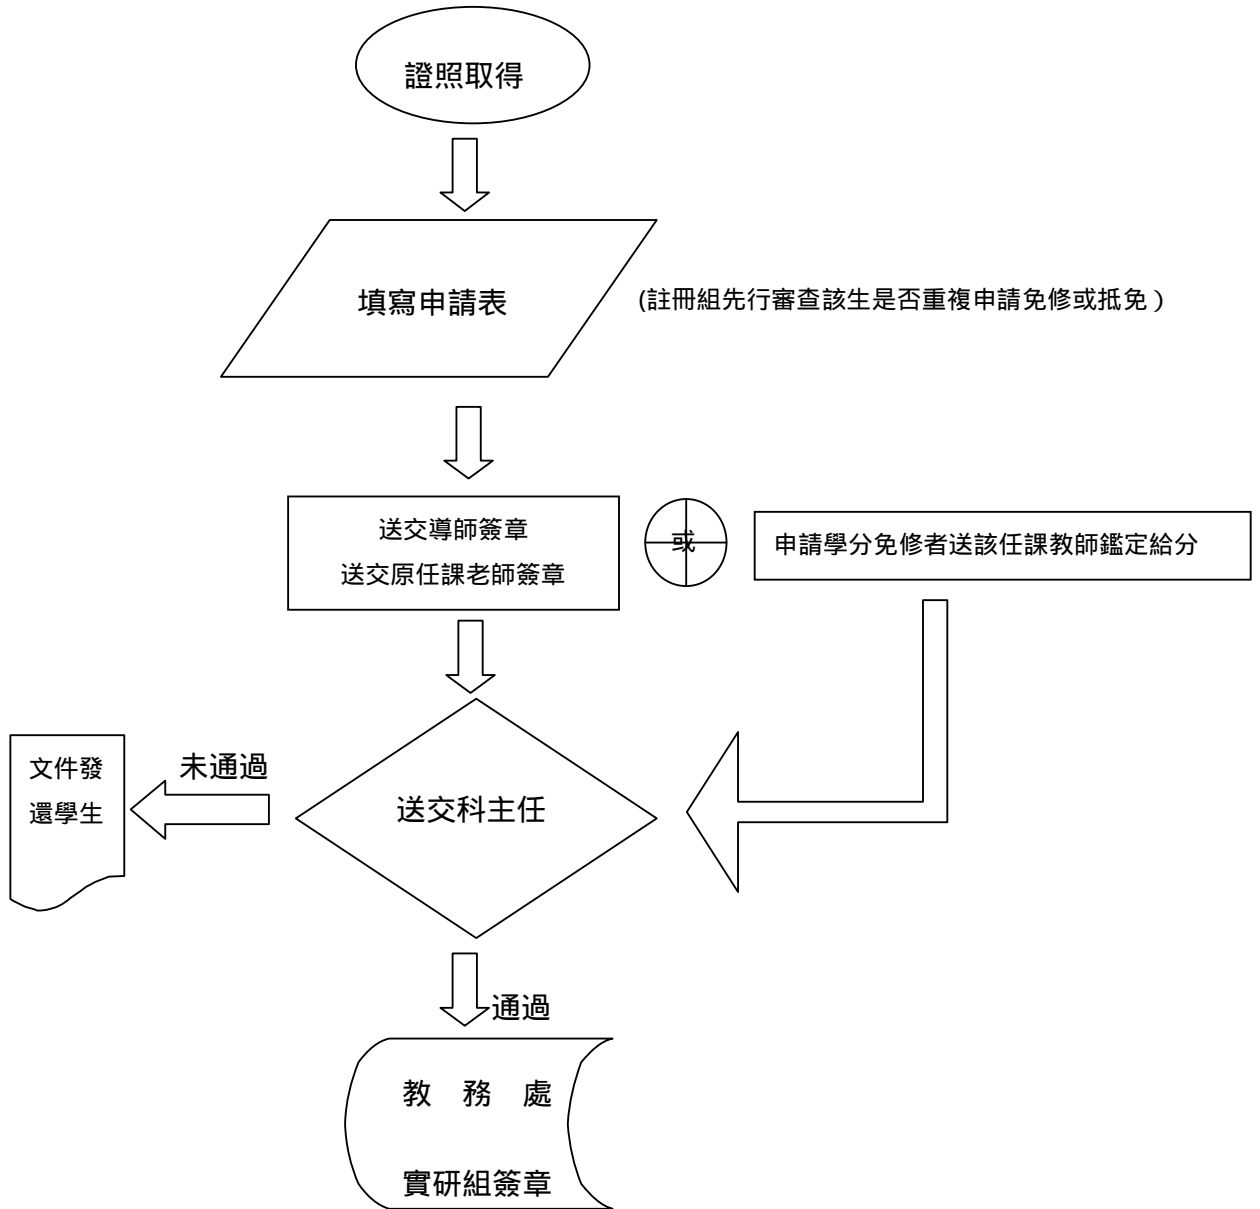 證照取得
填寫申請表
(註冊組先行審查該生是否重複申請免修或抵免）
送交導師簽章
送交原任課老師簽章
或
申請學分免修者送該任課教師鑑定給分
文件發
還學生
未通過
送交科主任
通過
教　務　處
實研組簽章